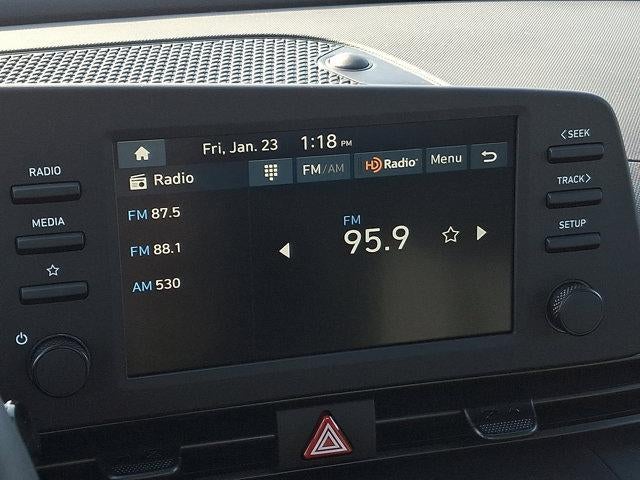 Fri, Jan. 23 1:18 PM
<SEEK
RADIO
Radio
FM/AM
HD Radio
Menu
TRACK>
FM 87.5
MEDIA
FM 88.1
FM
95.9
SETUP
AM 530